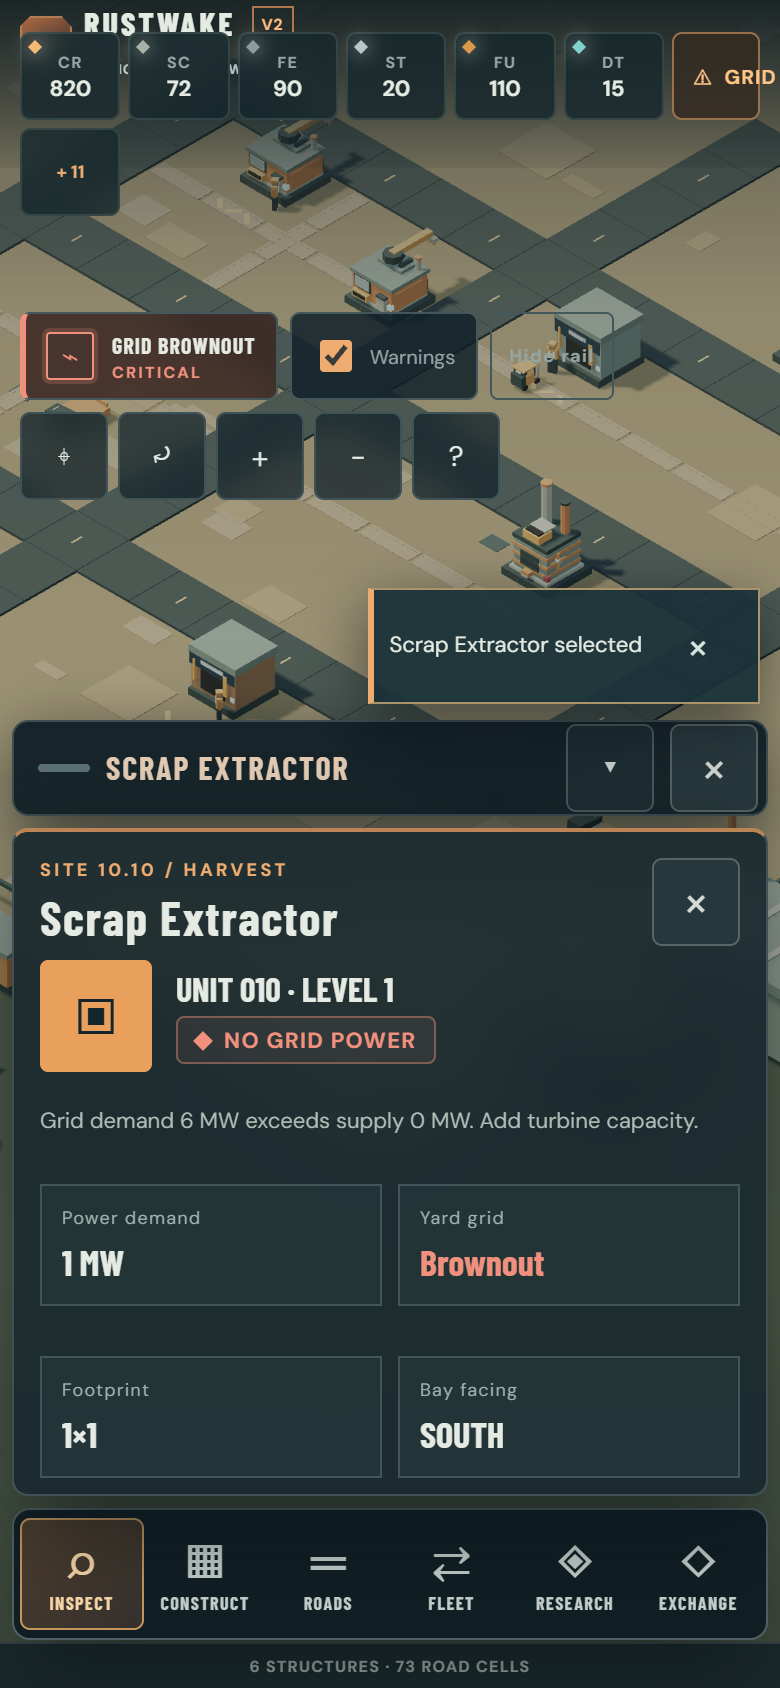 RUSTWAKE V2
CR 820
SC 72
FE 90
ST 20
FU 110
DT 15
⚠ GRID
+ 11
GRID BROWNOUT
CRITICAL
Warnings
Hide rail
+
−
?
Scrap Extractor selected ×
SCRAP EXTRACTOR ▼ ×
SITE 10.10 / HARVEST
Scrap Extractor ×
UNIT 010 · LEVEL 1
◆ NO GRID POWER
Grid demand 6 MW exceeds supply 0 MW. Add turbine capacity.
Power demand
1 MW
Yard grid
Brownout
Footprint
1×1
Bay facing
SOUTH
INSPECT
CONSTRUCT
ROADS
FLEET
RESEARCH
EXCHANGE
6 STRUCTURES · 73 ROAD CELLS